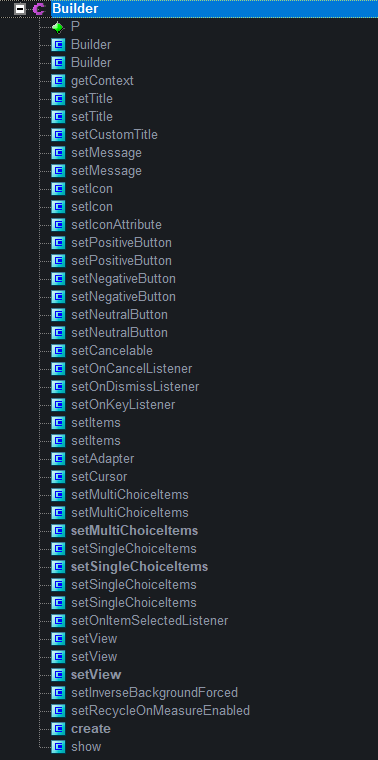 Builder
P
Builder
Builder
getContext
setTitle
setTitle
setCustomTitle
setMessage
setMessage
setIcon
setIcon
setIconAttribute
setPositiveButton
setPositiveButton
setNegativeButton
setNegativeButton
setNeutralButton
setNeutralButton
setCancelable
setOnCancelListener
setOnDismissListener
setOnKeyListener
setItems
setItems
setAdapter
setCursor
setMultiChoiceItems
setMultiChoiceItems
setMultiChoiceItems
setSingleChoiceItems
setSingleChoiceItems
setSingleChoiceItems
setSingleChoiceItems
setOnItemSelectedListener
setView
setView
setView
setInverseBackgroundForced
setRecycleOnMeasureEnabled
create
show